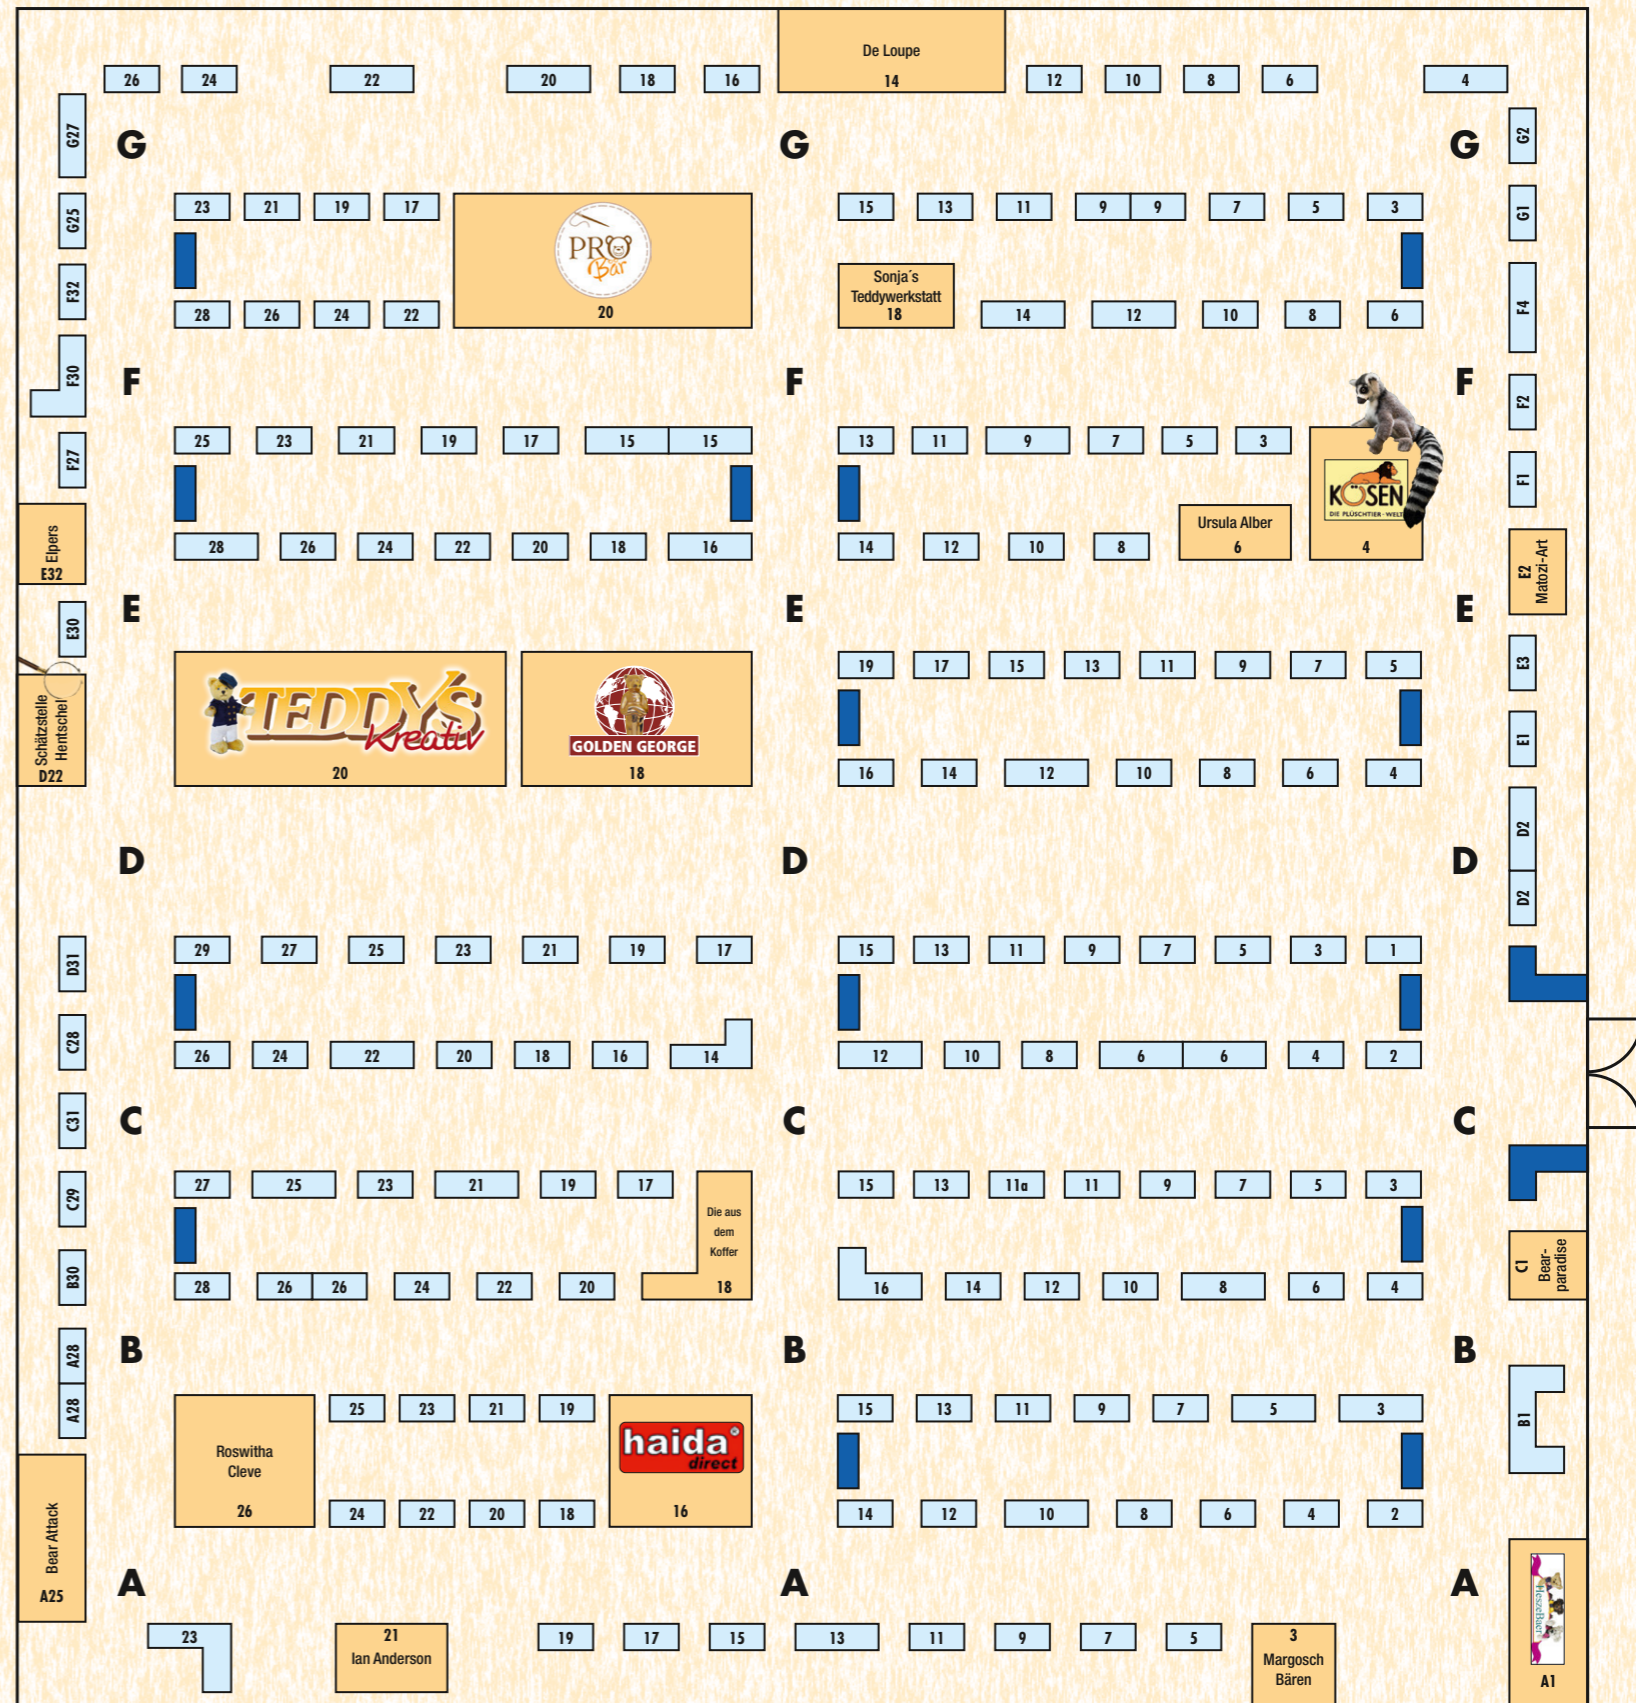 De Loupe
14
26 24 22 20 18 16 12 10 8 6 4
G27
G G G
G2
23 21 19 17 15 13 11 9 9 7 5 3
G25
G1
PRO
Bär
20
Sonja´s
Teddywerkstatt
18
F32
F4
28 26 24 22 14 12 10 8 6
F30
F F F
F2
25 23 21 19 17 15 15 13 11 9 7 5 3
F27
F1
KÖSEN
DIE PLÜSCHTIER-WELT
4
Ursula Alber
6
Elpers
E32
E2
Matozi-Art
28 26 24 22 20 18 16 14 12 10 8
E E E
E30
E3
19 17 15 13 11 9 7 5
Schätzstelle
Hentschel
D22
TEDDYS
Kreativ
20
GOLDEN GEORGE
18
E1
16 14 12 10 8 6 4
D2
D D D
D2
29 27 25 23 21 19 17 15 13 11 9 7 5 3 1
D31
C28
26 24 22 20 18 16 14 12 10 8 6 6 4 2
C31
C C C
27 25 23 21 19 17 15 13 11a 11 9 7 5 3
C29
Die aus
dem
Koffer
18
C1
Bear-
paradise
B30
28 26 26 24 22 20 16 14 12 10 8 6 4
A28
B B B
A28
B1
25 23 21 19 15 13 11 9 7 5 3
Roswitha
Cleve
26
haida®
direct
16
24 22 20 18 14 12 10 8 6 4 2
Bear Attack
A25
A A A
HeszeBaer
A1
23
21
Ian Anderson
19 17 15 13 11 9 7 5
3
Margosch
Bären